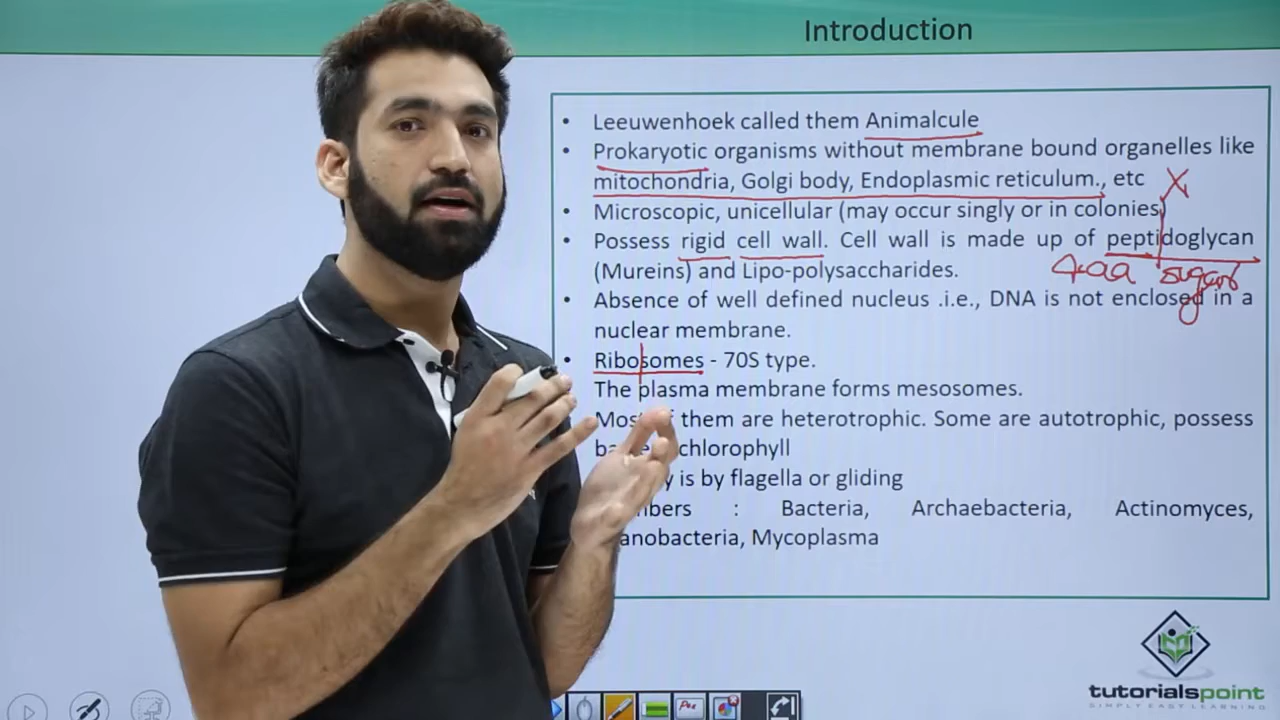 Introduction
• Leeuwenhoek called them Animalcule
• Prokaryotic organisms without membrane bound organelles like
mitochondria, Golgi body, Endoplasmic reticulum., etc X
• Microscopic, unicellular (may occur singly or in colonies)
• Possess rigid cell wall. Cell wall is made up of peptidoglycan
(Mureins) and Lipo-polysaccharides. 4aa sugar
• Absence of well defined nucleus .i.e., DNA is not enclosed in a
nuclear membrane.
• Ribosomes - 70S type.
The plasma membrane forms mesosomes.
them are heterotrophic. Some are autotrophic, possess
chlorophyll
is by flagella or gliding
: Bacteria, Archaebacteria, Actinomyces,
Mycoplasma
tutorialspoint
SIMPLY EASY LEARNING